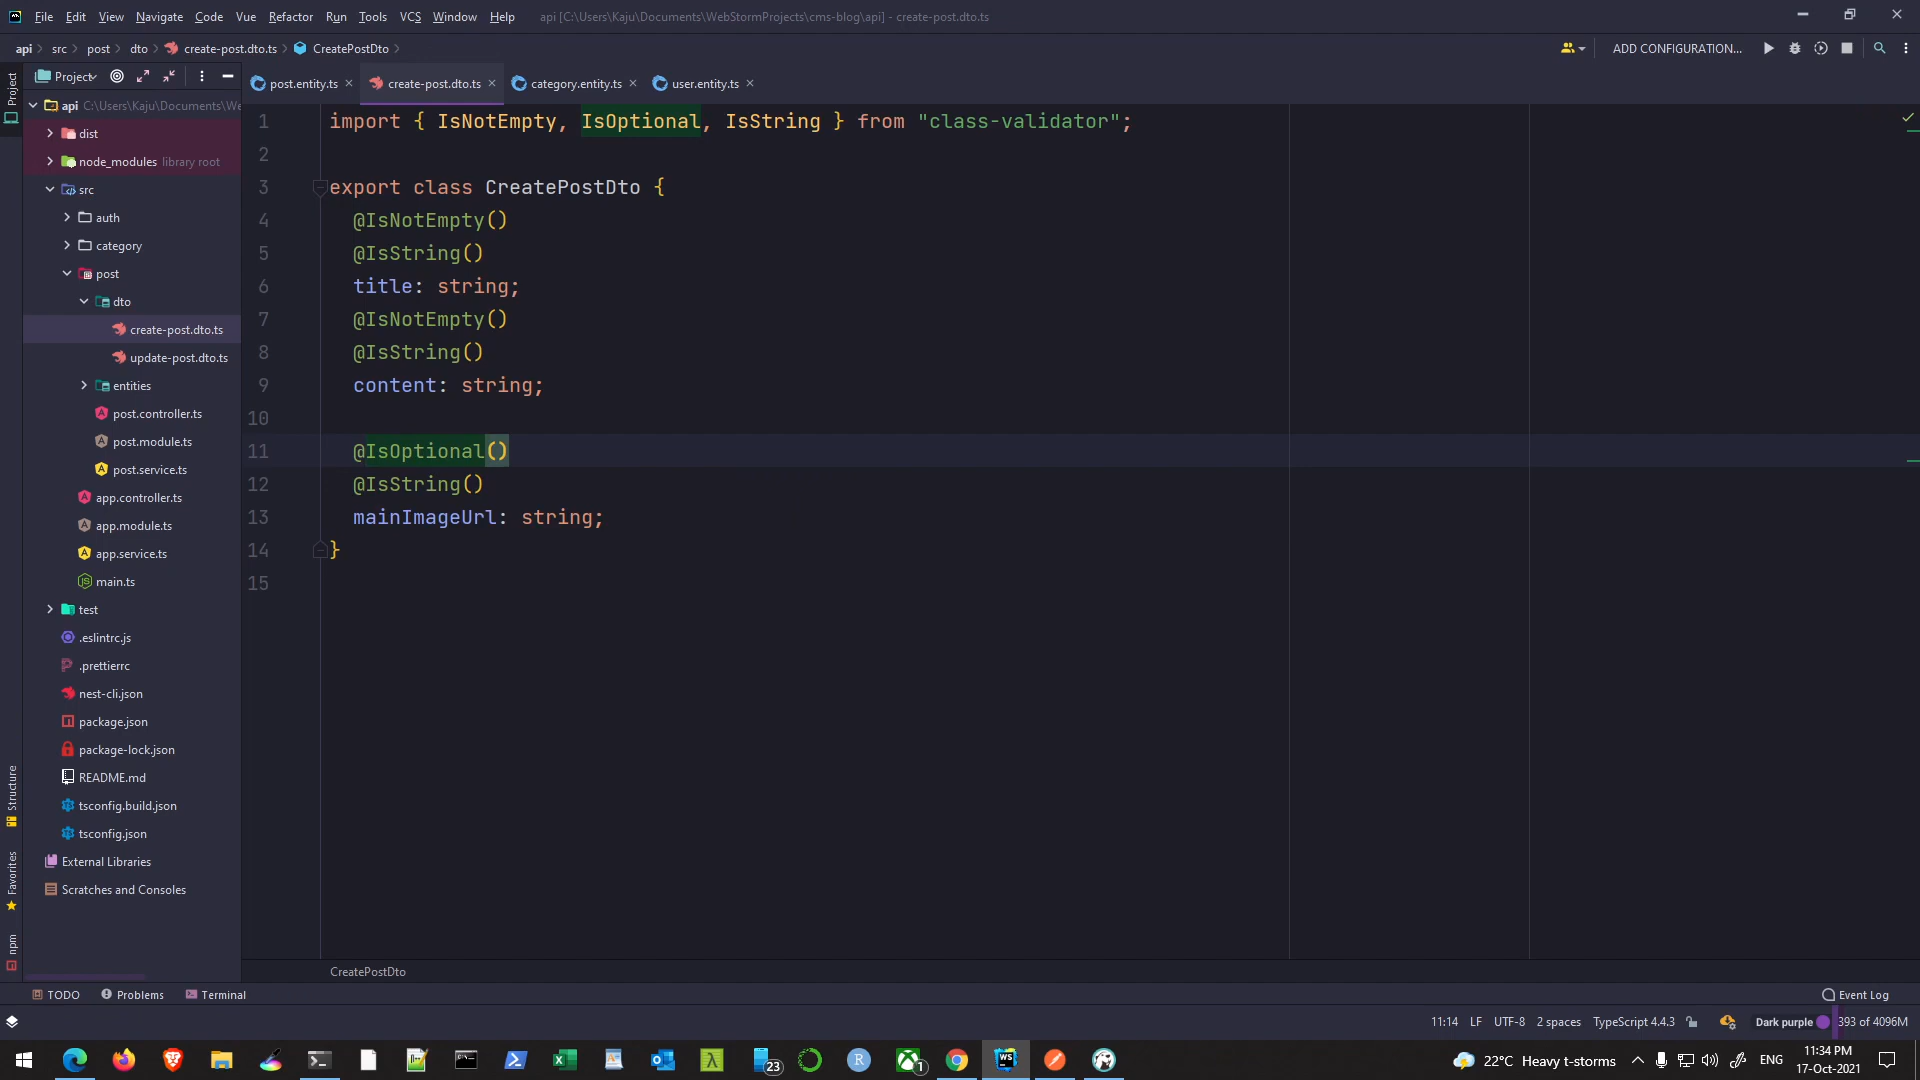 File Edit View Navigate Code Vue Refactor Run Tools VCS Window Help api [C:\Users\Kaju\Documents\WebStormProjects\cms-blog\api] - create-post.dto.ts
api src post dto create-post.dto.ts CreatePostDto ADD CONFIGURATION...
Project Project post.entity.ts create-post.dto.ts category.entity.ts user.entity.ts
api C:\Users\Kaju\Documents\We
dist
node_modules library root
src
auth
category
post
dto
create-post.dto.ts
update-post.dto.ts
entities
post.controller.ts
post.module.ts
post.service.ts
app.controller.ts
app.module.ts
app.service.ts
main.ts
test
.eslintrc.js
.prettierrc
nest-cli.json
package.json
package-lock.json
README.md
tsconfig.build.json
tsconfig.json
External Libraries
Scratches and Consoles
Structure
Favorites
npm
1 import { IsNotEmpty, IsOptional, IsString } from "class-validator";
2
3 export class CreatePostDto {
4 @IsNotEmpty()
5 @IsString()
6 title: string;
7 @IsNotEmpty()
8 @IsString()
9 content: string;
10
11 @IsOptional()
12 @IsString()
13 mainImageUrl: string;
14 }
15
CreatePostDto
TODO Problems Terminal Event Log
11:14 LF UTF-8 2 spaces TypeScript 4.4.3 Dark purple 393 of 4096M
23 R 1 WS 22°C Heavy t-storms ENG 11:34 PM
17-Oct-2021